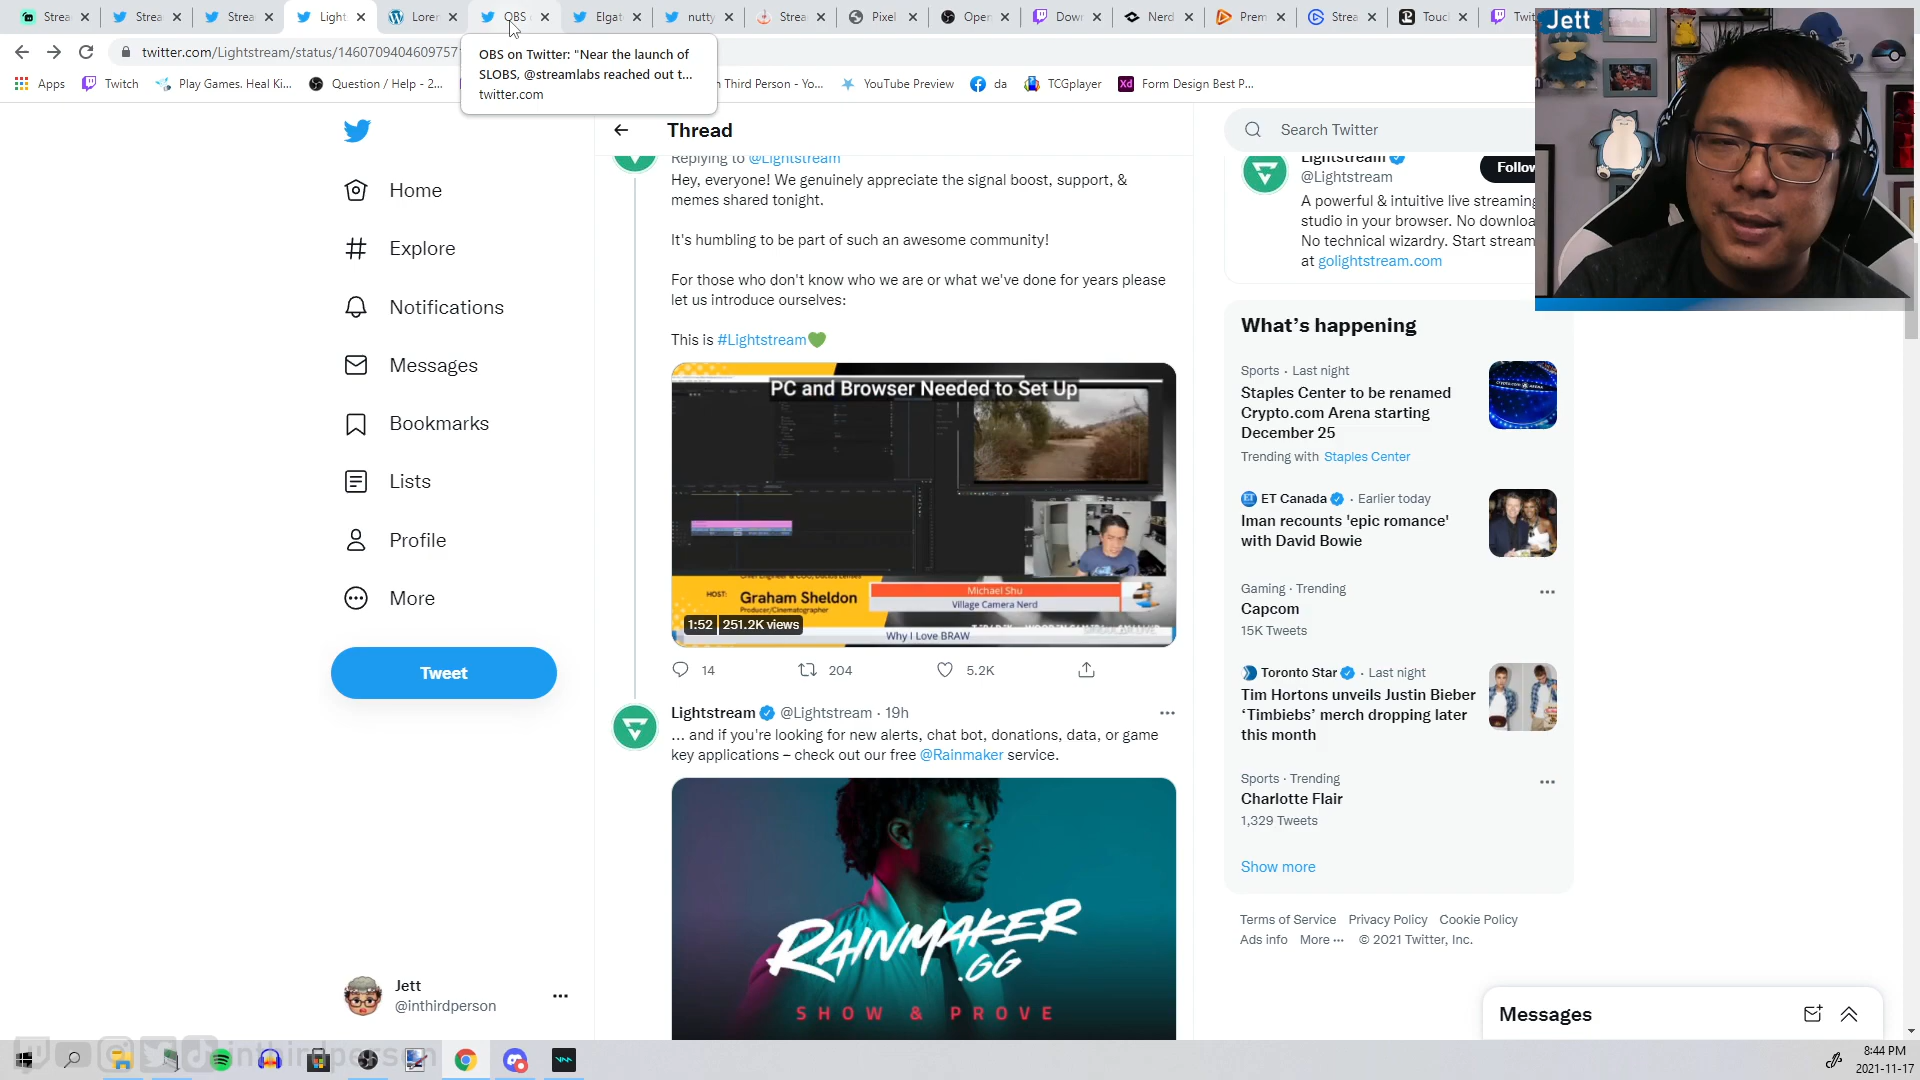 Strea
Strea
Strea
Light
Lorer
OBS
Elgat
nutty
Strea
Pixel
Open
Dow
Nerd
Prem
Strea
Touc
Twit
Jett
twitter.com/Lightstream/status/146070940460975
OBS on Twitter: "Near the launch of
SLOBS, @streamlabs reached out t...
twitter.com
Apps
Twitch
Play Games. Heal Ki...
Question / Help - 2...
n Third Person - Yo...
YouTube Preview
da
TCGplayer
Xd
Form Design Best P...
Thread
Search Twitter
Home
Explore
Notifications
Messages
Bookmarks
Lists
Profile
More
Tweet
Jett
@inthirdperson
Replying to @Lightstream
Hey, everyone! We genuinely appreciate the signal boost, support, &
memes shared tonight.
It's humbling to be part of such an awesome community!
For those who don't know who we are or what we've done for years please
let us introduce ourselves:
This is #Lightstream
PC and Browser Needed to Set Up
HOST:
Graham Sheldon
Producer/Cinematographer
Michael Shu
Village Camera Nerd
1:52
251.2K views
Why I Love BRAW
14
204
5.2K
Lightstream @Lightstream · 19h
... and if you're looking for new alerts, chat bot, donations, data, or game
key applications – check out our free @Rainmaker service.
RAINMAKER
.GG
SHOW & PROVE
Lightstream
@Lightstream
Follow
A powerful & intuitive live streaming
studio in your browser. No downloa
No technical wizardry. Start stream
at golightstream.com
What's happening
Sports · Last night
Staples Center to be renamed
Crypto.com Arena starting
December 25
Trending with Staples Center
ET Canada · Earlier today
Iman recounts 'epic romance'
with David Bowie
Gaming · Trending
Capcom
15K Tweets
Toronto Star · Last night
Tim Hortons unveils Justin Bieber
‘Timbiebs’ merch dropping later
this month
Sports · Trending
Charlotte Flair
1,329 Tweets
Show more
Terms of Service Privacy Policy Cookie Policy
Ads info More ··· © 2021 Twitter, Inc.
Messages
inthirdperson
8:44 PM
2021-11-17